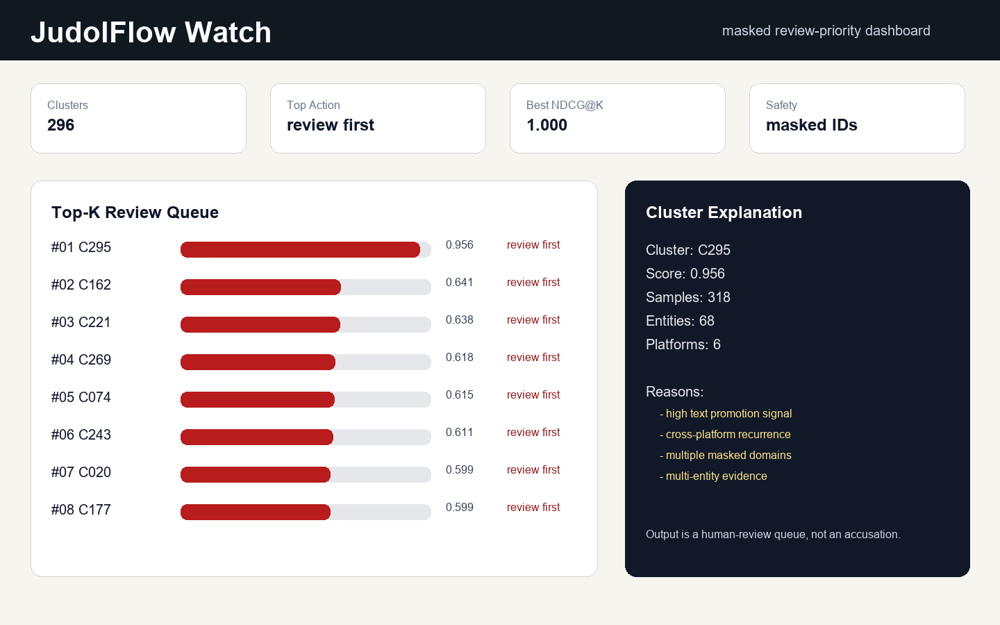 JudolFlow Watch
masked review-priority dashboard
Clusters
296
Top Action
review first
Best NDCG@K
1.000
Safety
masked IDs
Top-K Review Queue
#01 C295 0.956 review first
#02 C162 0.641 review first
#03 C221 0.638 review first
#04 C269 0.618 review first
#05 C074 0.615 review first
#06 C243 0.611 review first
#07 C020 0.599 review first
#08 C177 0.599 review first
Cluster Explanation
Cluster: C295
Score: 0.956
Samples: 318
Entities: 68
Platforms: 6
Reasons:
- high text promotion signal
- cross-platform recurrence
- multiple masked domains
- multi-entity evidence
Output is a human-review queue, not an accusation.